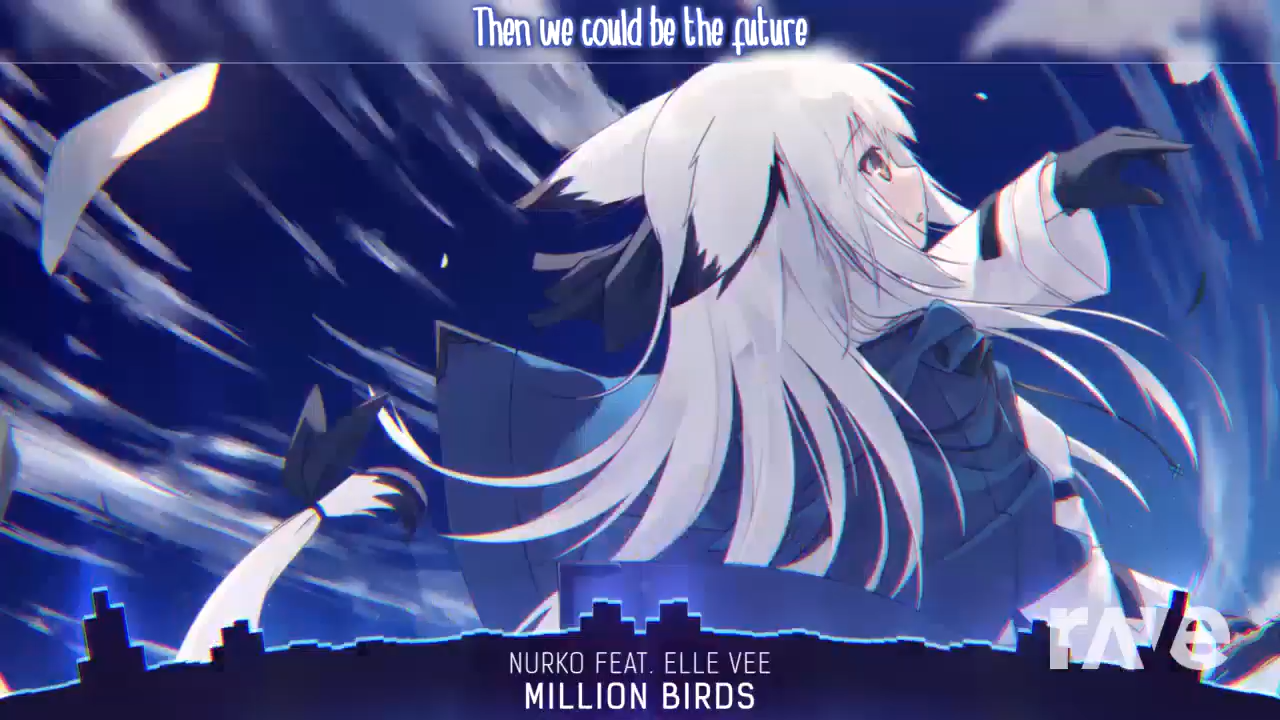 Then we could be the future
rave
NURKO FEAT. ELLE VEE
MILLION BIRDS